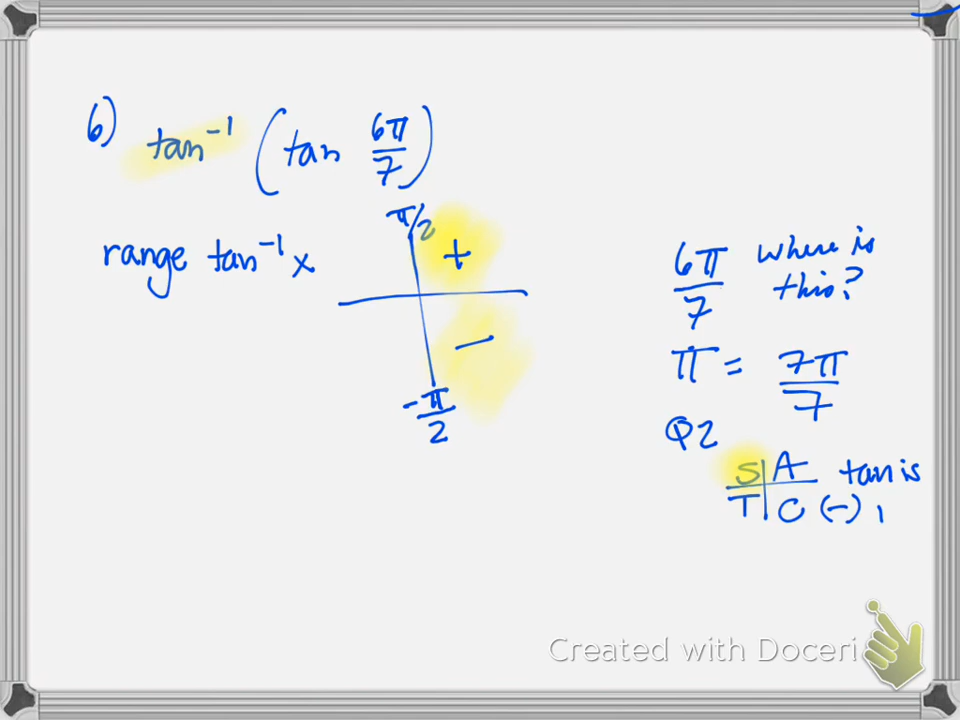 6) tan⁻¹ (tan 6π/7)
range tan⁻¹ x
π/2
+
−
-π/2
6π/7 where is this?
π = 7π/7
Q2
S A
T C
tan is (−) 1
Created with Doceri